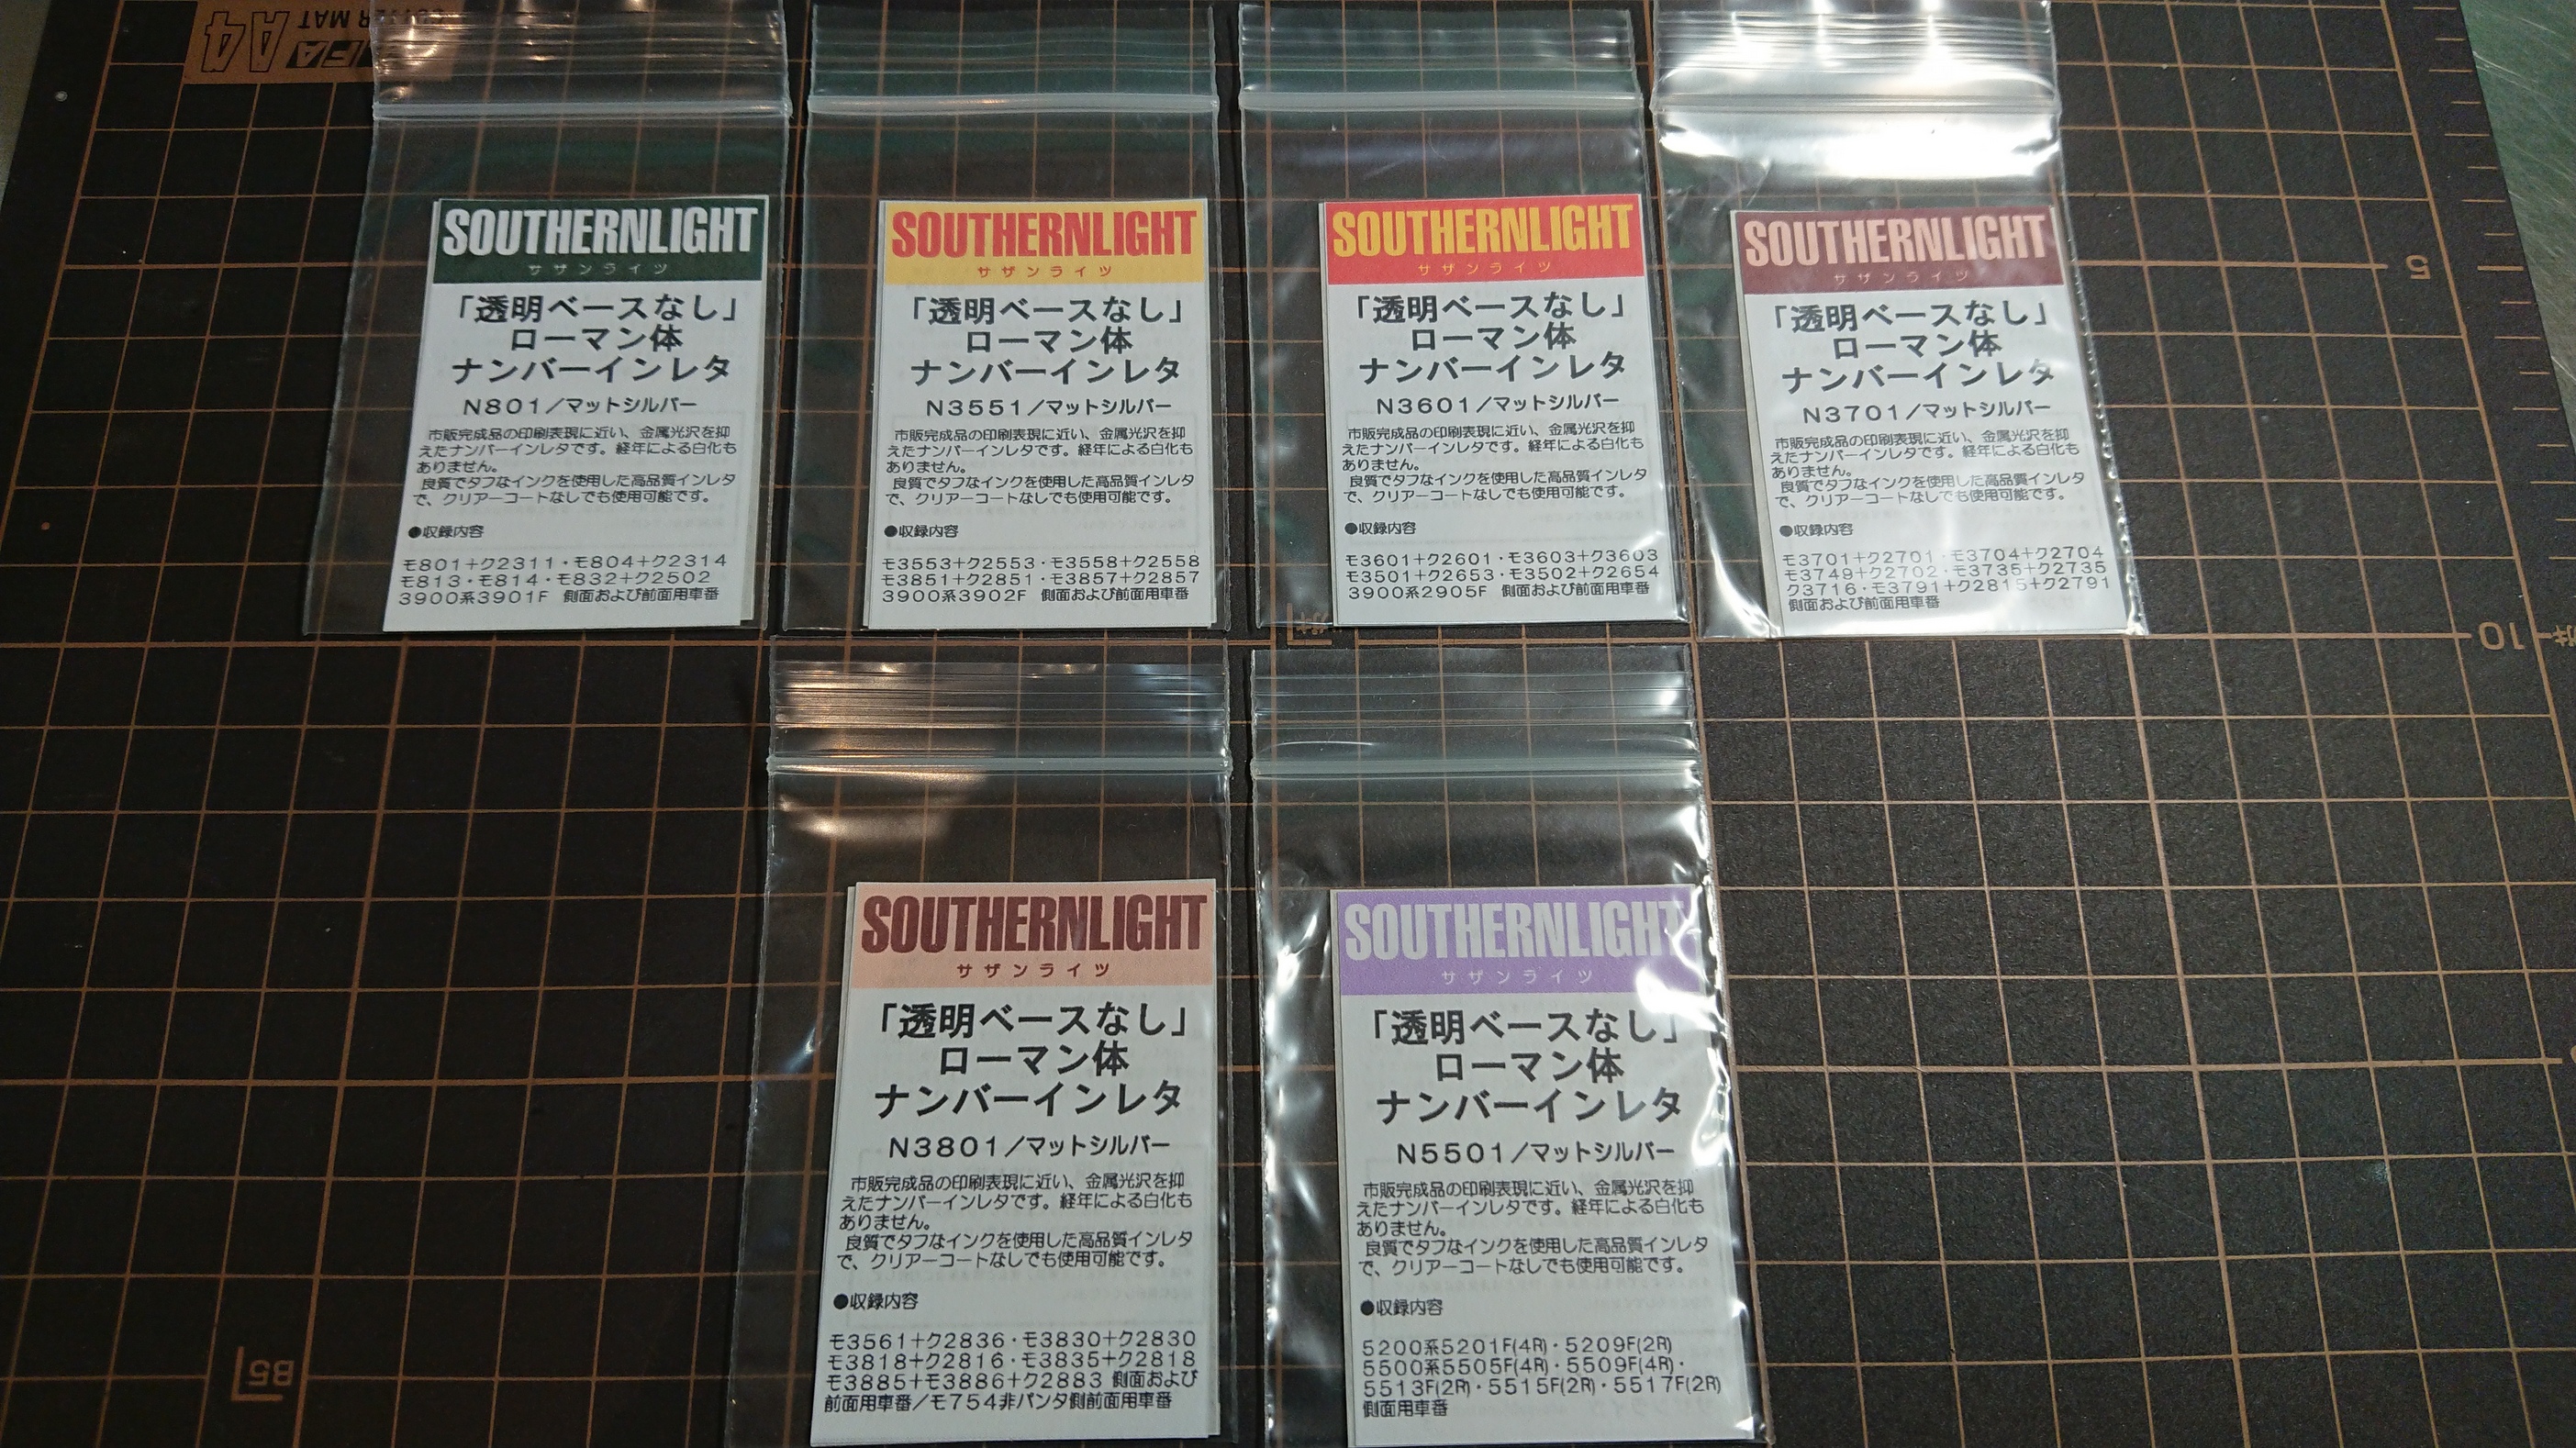 CUTTER MAT
A4
SOUTHERNLIGHT
サザンライツ
「透明ベースなし」
ローマン体
ナンバーインレタ
N801/マットシルバー
市販完成品の印刷表現に近い、金属光沢を抑
えたナンバーインレタです。経年による白化も
ありません。
良質でタフなインクを使用した高品質インレタ
で、クリアーコートなしでも使用可能です。
●収録内容
モ801+ク2311・モ804+ク2314
モ813・モ814・モ832+ク2502
3900系3901F 側面および前面用車番
SOUTHERNLIGHT
サザンライツ
「透明ベースなし」
ローマン体
ナンバーインレタ
N3551/マットシルバー
市販完成品の印刷表現に近い、金属光沢を抑
えたナンバーインレタです。経年による白化も
ありません。
良質でタフなインクを使用した高品質インレタ
で、クリアーコートなしでも使用可能です。
●収録内容
モ3553+ク2553・モ3558+ク2558
モ3851+ク2851・モ3857+ク2857
3900系3902F 側面および前面用車番
SOUTHERNLIGHT
サザンライツ
「透明ベースなし」
ローマン体
ナンバーインレタ
N3601/マットシルバー
市販完成品の印刷表現に近い、金属光沢を抑
えたナンバーインレタです。経年による白化も
ありません。
良質でタフなインクを使用した高品質インレタ
で、クリアーコートなしでも使用可能です。
●収録内容
モ3601+ク2601・モ3603+ク3603
モ3501+ク2653・モ3502+ク2654
3900系2905F 側面および前面用車番
SOUTHERNLIGHT
サザンライツ
「透明ベースなし」
ローマン体
ナンバーインレタ
N3701/マットシルバー
市販完成品の印刷表現に近い、金属光沢を抑
えたナンバーインレタです。経年による白化も
ありません。
良質でタフなインクを使用した高品質インレタ
で、クリアーコートなしでも使用可能です。
●収録内容
モ3701+ク2701・モ3704+ク2704
モ3749+ク2702・モ3735+ク2735
ク3716・モ3791+ク2815+ク2791
側面および前面用車番
5
10
SOUTHERNLIGHT
サザンライツ
「透明ベースなし」
ローマン体
ナンバーインレタ
N3801/マットシルバー
市販完成品の印刷表現に近い、金属光沢を抑
えたナンバーインレタです。経年による白化も
ありません。
良質でタフなインクを使用した高品質インレタ
で、クリアーコートなしでも使用可能です。
●収録内容
モ3561+ク2836・モ3830+ク2830
モ3818+ク2816・モ3835+ク2818
モ3885+モ3886+ク2883 側面および
前面用車番/モ754非パンタ側前面用車番
SOUTHERNLIGHT
サザンライツ
「透明ベースなし」
ローマン体
ナンバーインレタ
N5501/マットシルバー
市販完成品の印刷表現に近い、金属光沢を抑
えたナンバーインレタです。経年による白化も
ありません。
良質でタフなインクを使用した高品質インレタ
で、クリアーコートなしでも使用可能です。
●収録内容
5200系5201F(4R)・5209F(2R)
5500系5505F(4R)・5509F(4R)・
5513F(2R)・5515F(2R)・5517F(2R)
側面用車番
B5